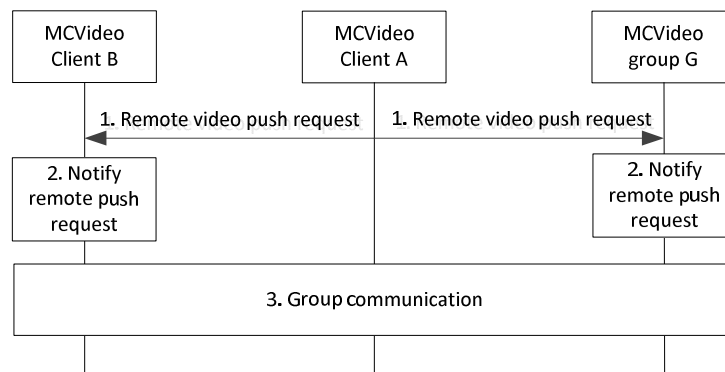 MCVideo
Client B
MCVideo
Client A
MCVideo
group G
1. Remote video push request
1. Remote video push request
2. Notify
remote push
request
2. Notify
remote push
request
3. Group communication